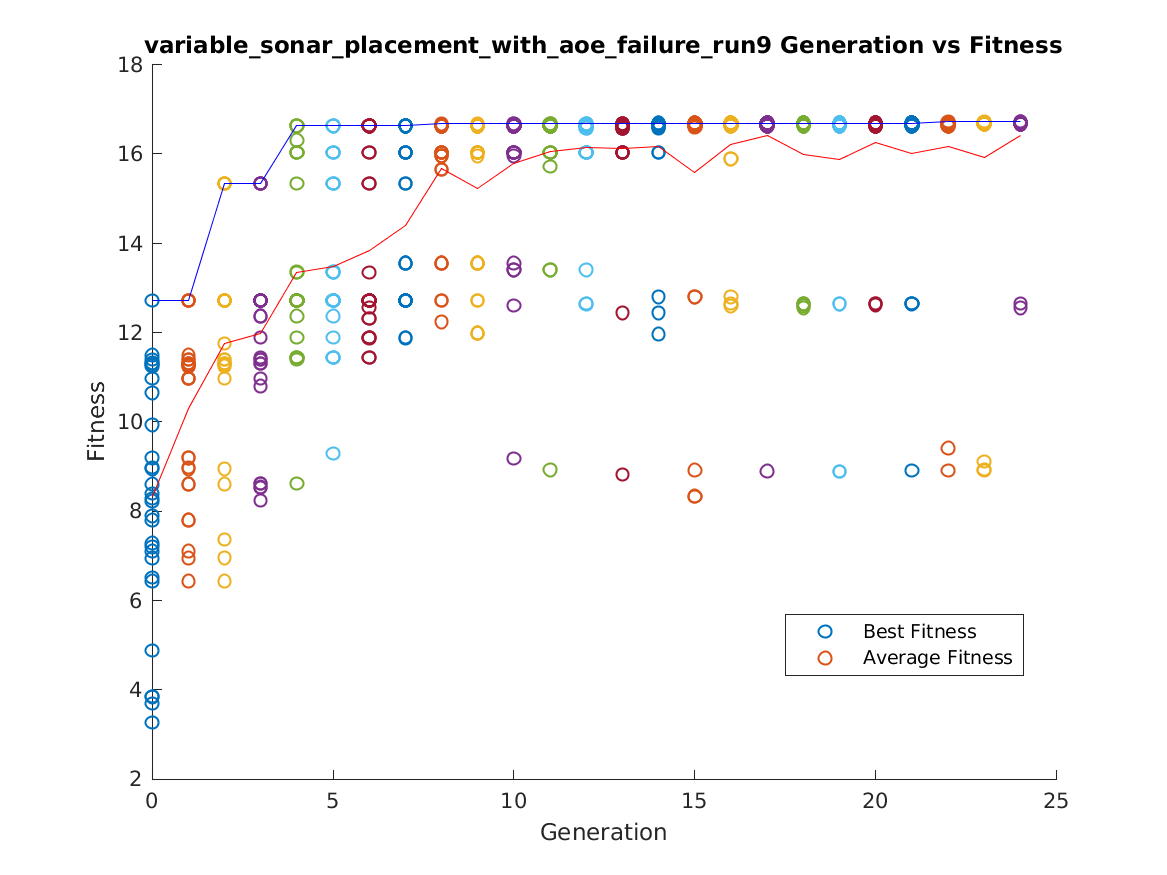 variable_sonar_placement_with_aoe_failure_run9 Generation vs Fitness
18
16
14
12
10
8
6
4
2
Fitness
Best Fitness
Average Fitness
0 5 10 15 20 25
Generation